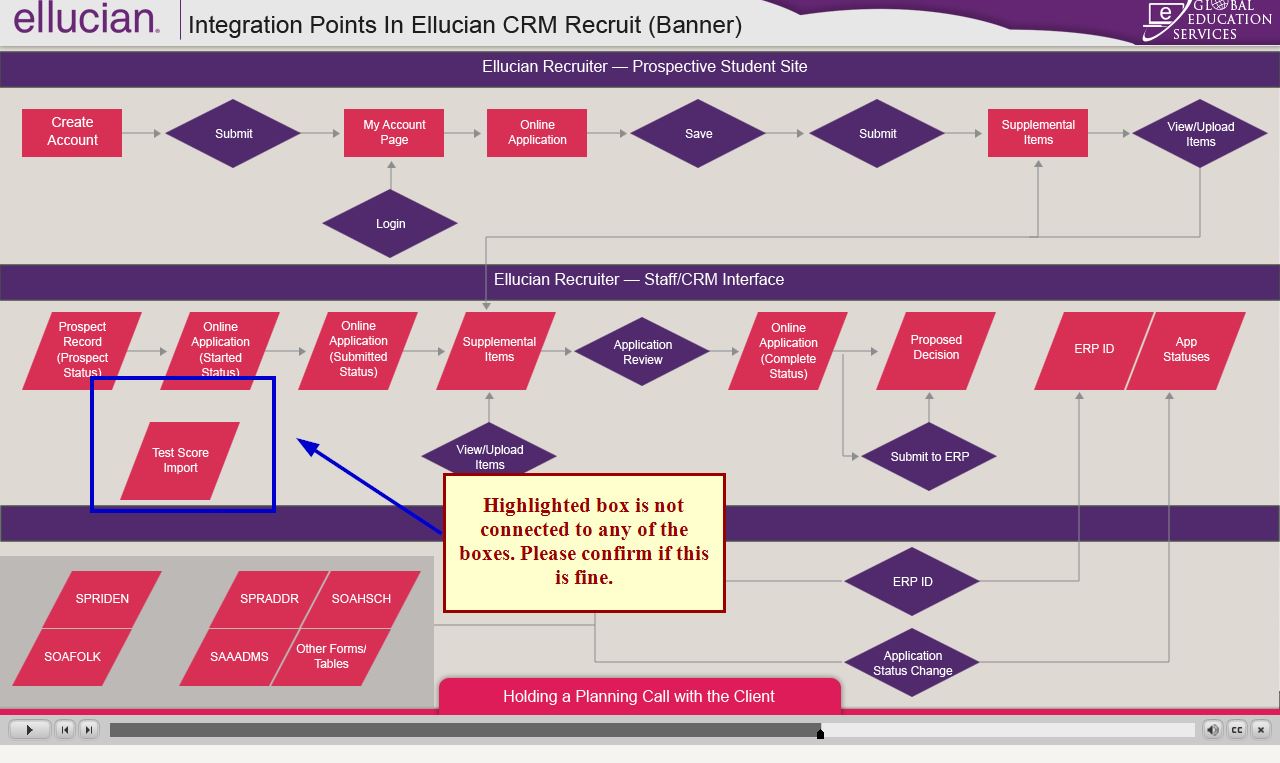 ellucian.
Integration Points In Ellucian CRM Recruit (Banner)
e
GLOBAL
EDUCATION
SERVICES
Ellucian Recruiter — Prospective Student Site
Create
Account
Submit
My Account
Page
Online
Application
Save
Submit
Supplemental
Items
View/Upload
Items
Login
Ellucian Recruiter — Staff/CRM Interface
Prospect
Record
(Prospect
Status)
Online
Application
(Started
Status)
Online
Application
(Submitted
Status)
Supplemental
Items
Application
Review
Online
Application
(Complete
Status)
Proposed
Decision
ERP ID
App
Statuses
Test Score
Import
View/Upload
Items
Submit to ERP
Highlighted box is not
connected to any of the
boxes. Please confirm if this
is fine.
SPRIDEN
SOAFOLK
SPRADDR
SOAHSCH
SAAADMS
Other Forms/
Tables
ERP ID
Application
Status Change
Holding a Planning Call with the Client
CC